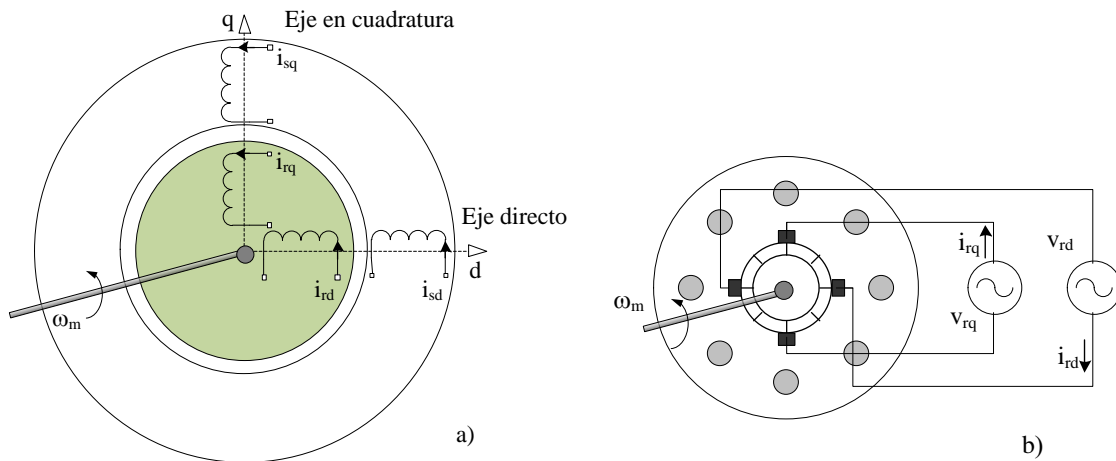 q
Eje en cuadratura
i_sq
i_rq
Eje directo
d
i_rd
i_sd
ω_m
a)
i_rq
v_rd
ω_m
v_rq
i_rd
b)